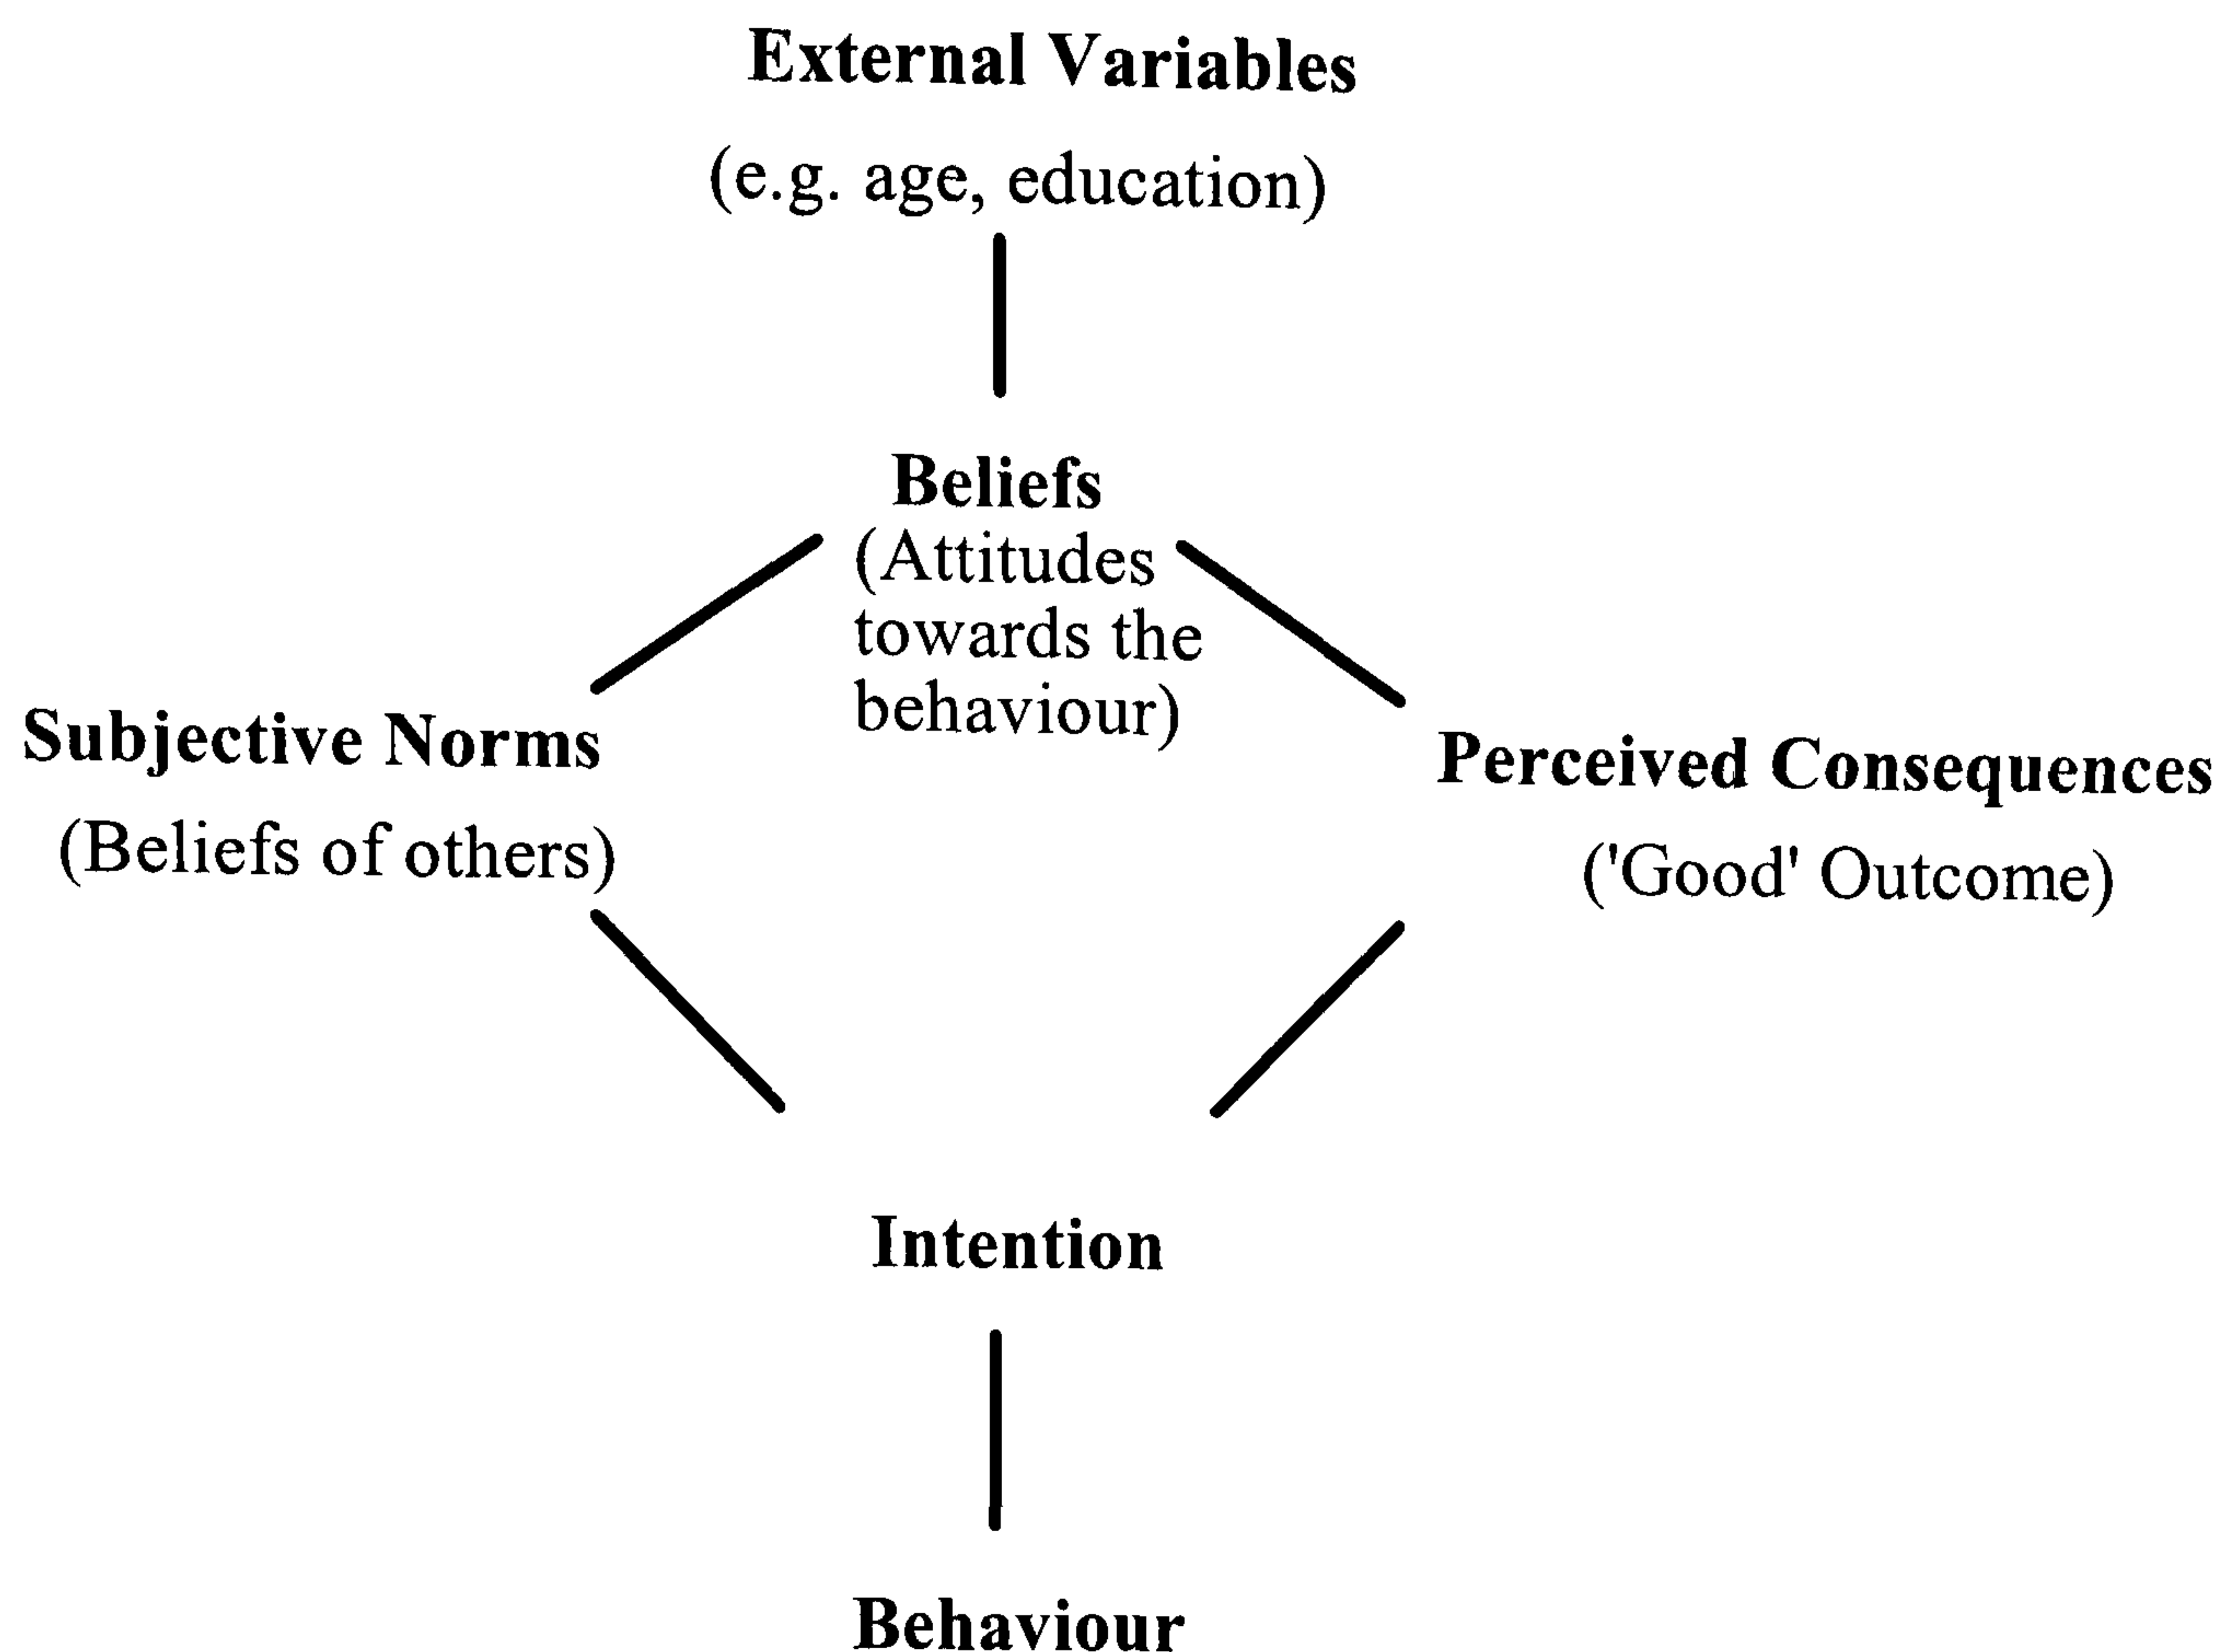 External Variables
(e.g. age, education)
Beliefs
(Attitudes
towards the
behaviour)
Subjective Norms
(Beliefs of others)
Perceived Consequences
('Good' Outcome)
Intention
Behaviour